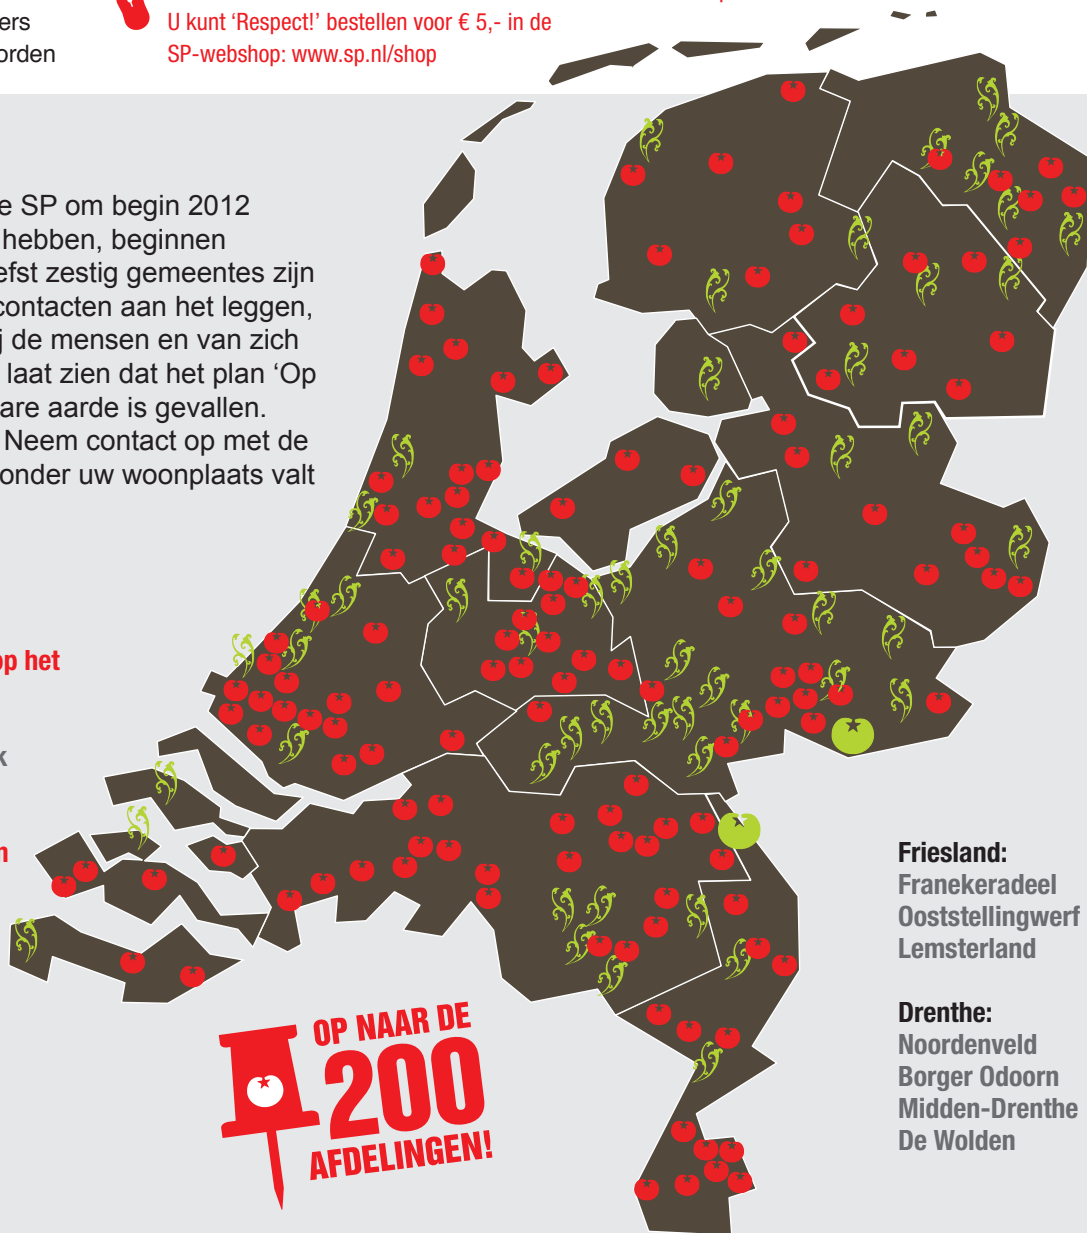 ers
orden
U kunt ‘Respect!’ bestellen voor € 5,- in de
SP-webshop: www.sp.nl/shop
e SP om begin 2012
hebben, beginnen
efst zestig gemeentes zijn
contacten aan het leggen,
j de mensen en van zich
laat zien dat het plan ‘Op
are aarde is gevallen.
Neem contact op met de
onder uw woonplaats valt
op het
k
n
OP NAAR DE
200
AFDELINGEN!
Friesland:
Franekeradeel
Ooststellingwerf
Lemsterland
Drenthe:
Noordenveld
Borger Odoorn
Midden-Drenthe
De Wolden